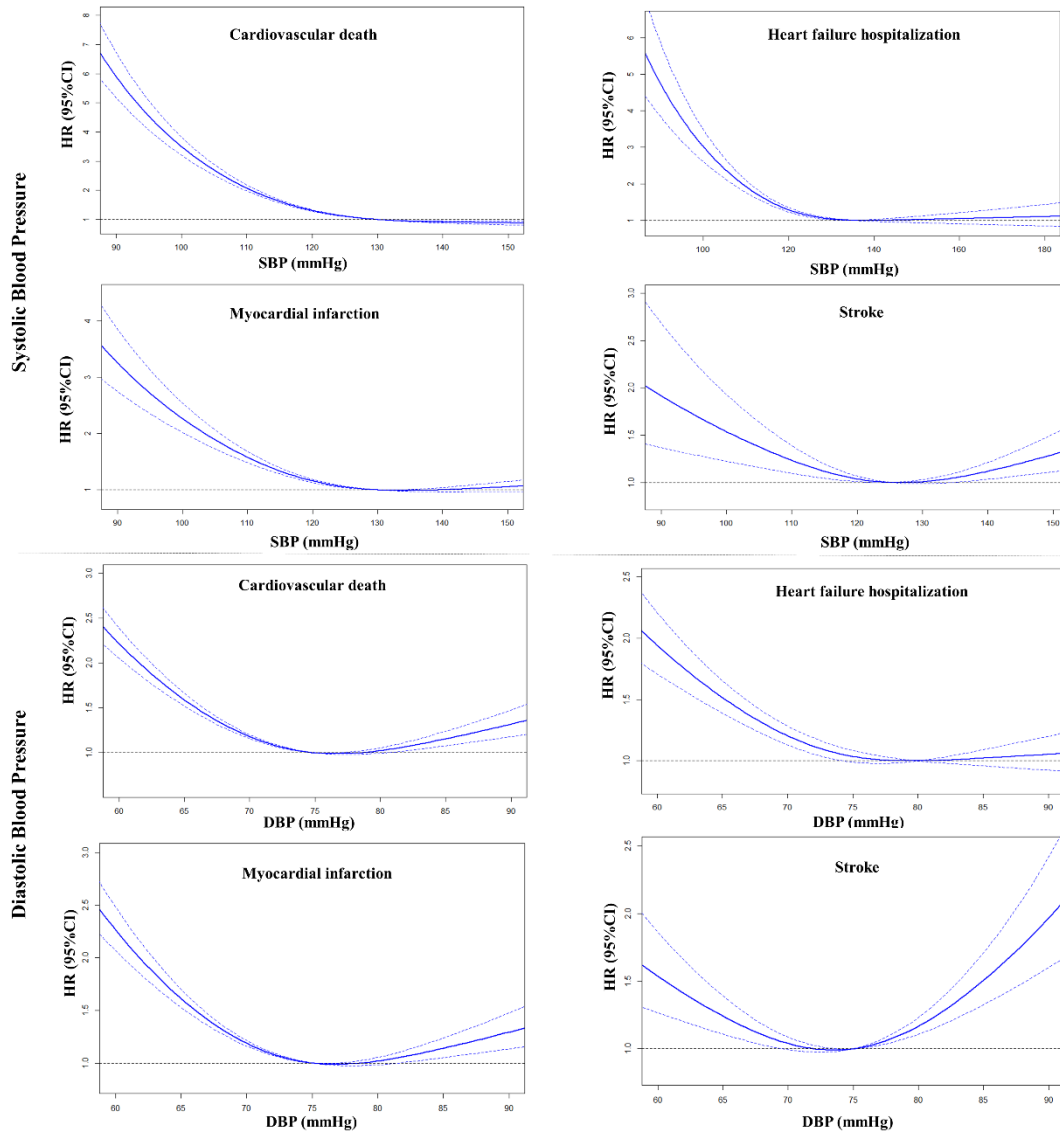 Systolic Blood Pressure
Cardiovascular death
HR (95%CI)
8
7
6
5
4
3
2
1
90 100 110 120 130 140 150
SBP (mmHg)
Heart failure hospitalization
HR (95%CI)
6
5
4
3
2
1
100 120 140 160 180
SBP (mmHg)
Myocardial infarction
HR (95%CI)
4
3
2
1
90 100 110 120 130 140 150
SBP (mmHg)
Stroke
HR (95%CI)
3.0
2.5
2.0
1.5
1.0
90 100 110 120 130 140 150
SBP (mmHg)
Diastolic Blood Pressure
Cardiovascular death
HR (95%CI)
3.0
2.5
2.0
1.5
1.0
60 65 70 75 80 85 90
DBP (mmHg)
Heart failure hospitalization
HR (95%CI)
2.5
2.0
1.5
1.0
60 65 70 75 80 85 90
DBP (mmHg)
Myocardial infarction
HR (95%CI)
3.0
2.5
2.0
1.5
1.0
60 65 70 75 80 85 90
DBP (mmHg)
Stroke
HR (95%CI)
2.5
2.0
1.5
1.0
60 65 70 75 80 85 90
DBP (mmHg)